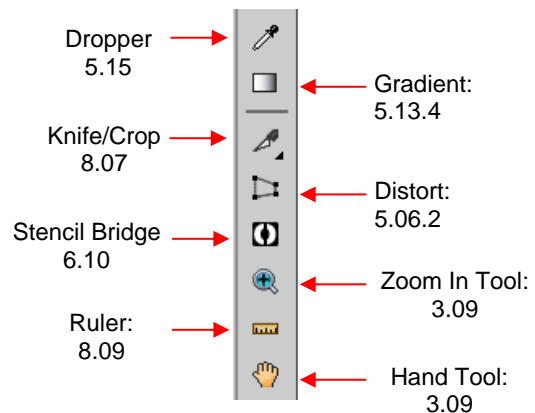 Dropper
5.15
Gradient:
5.13.4
Knife/Crop
8.07
Distort:
5.06.2
Stencil Bridge
6.10
Zoom In Tool:
3.09
Ruler:
8.09
Hand Tool:
3.09